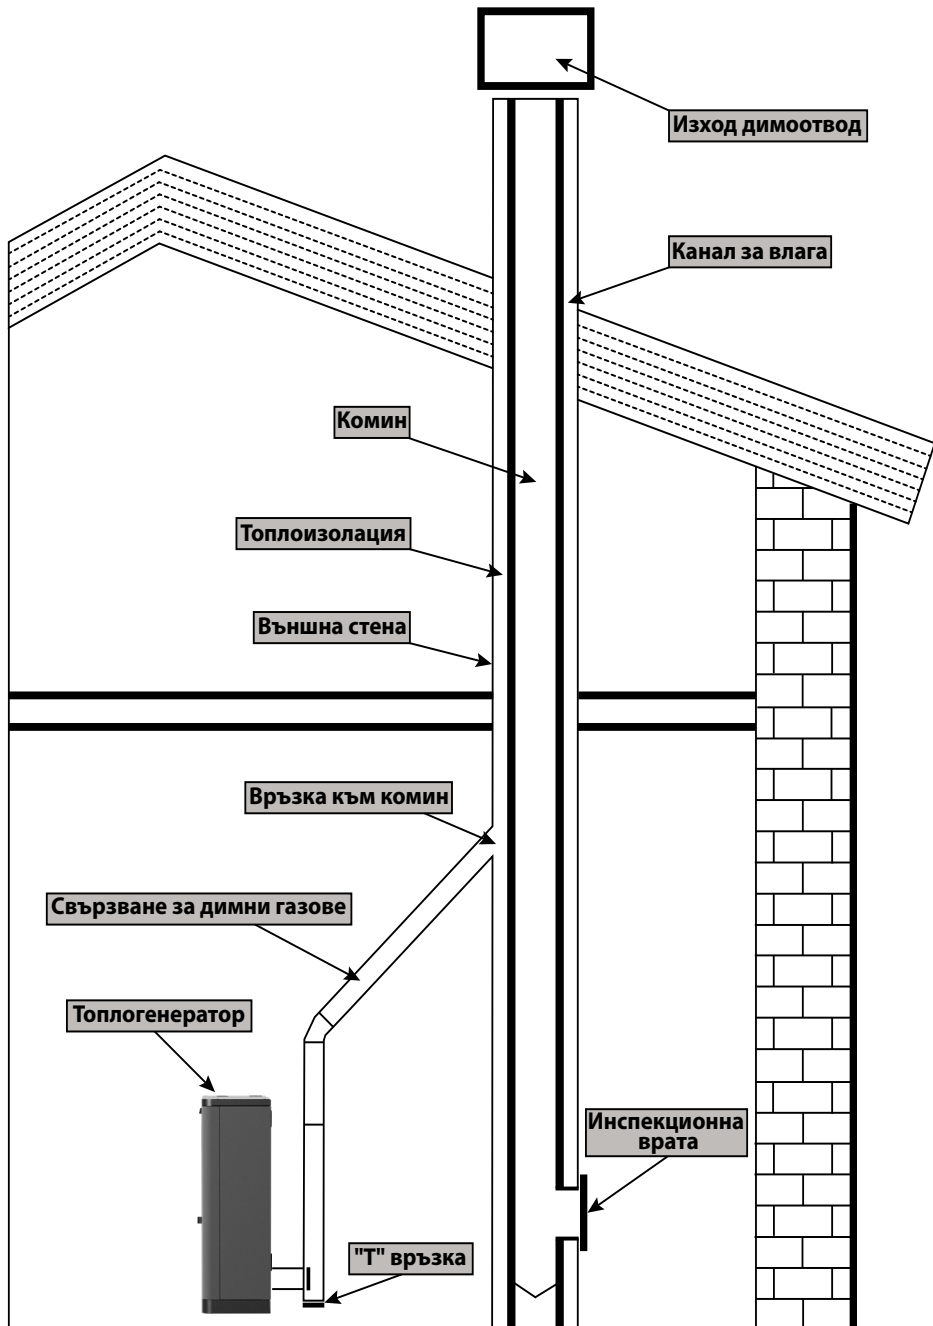 Изход димоотвод
Канал за влага
Комин
Топлоизолация
Външна стена
Връзка към комин
Свързване за димни газове
Топлогенератор
Инспекционна
врата
"Т" връзка